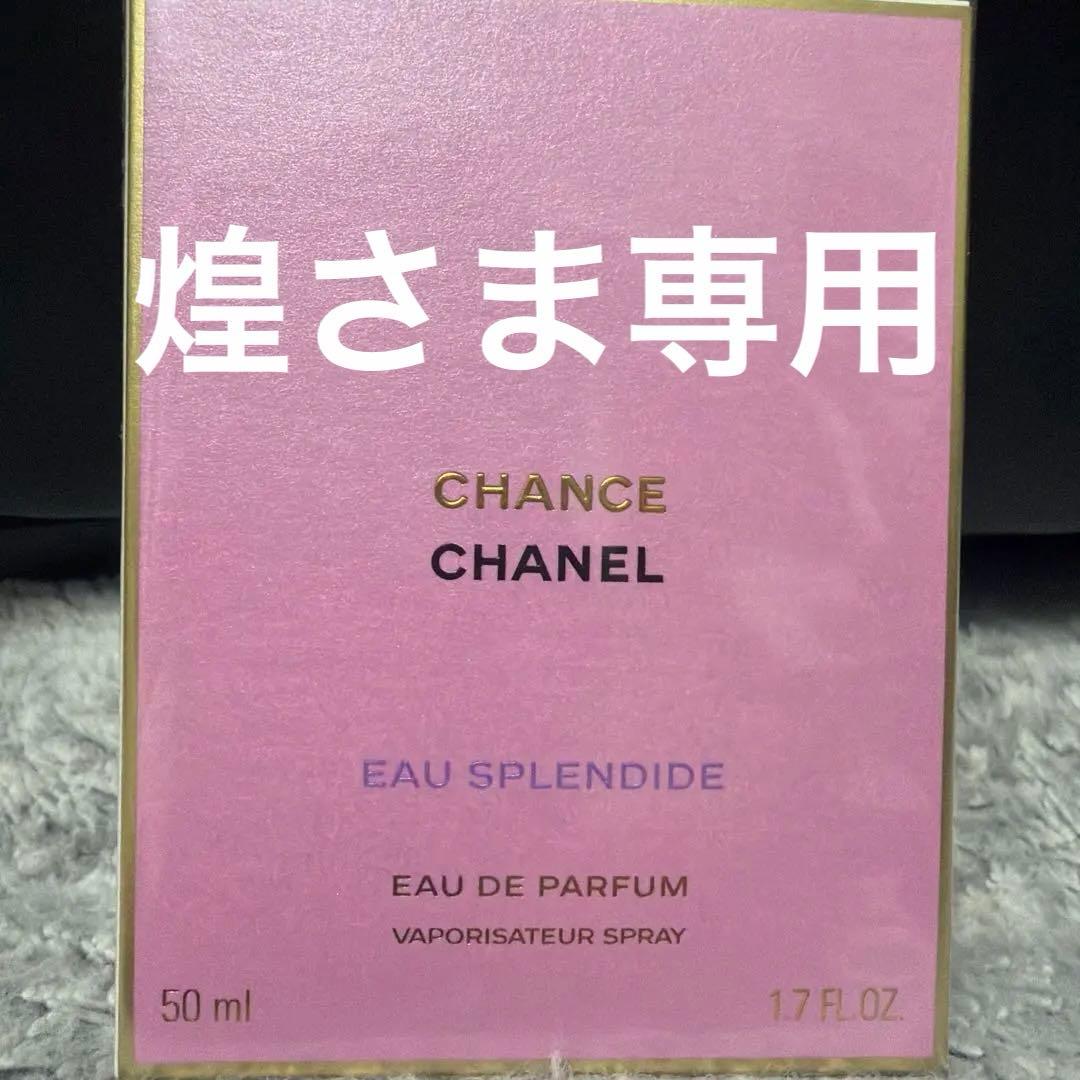 煌さま専用
CHANCE
CHANEL
EAU SPLENDIDE
EAU DE PARFUM
VAPORISATEUR SPRAY
50 ml
1.7 FL.OZ.